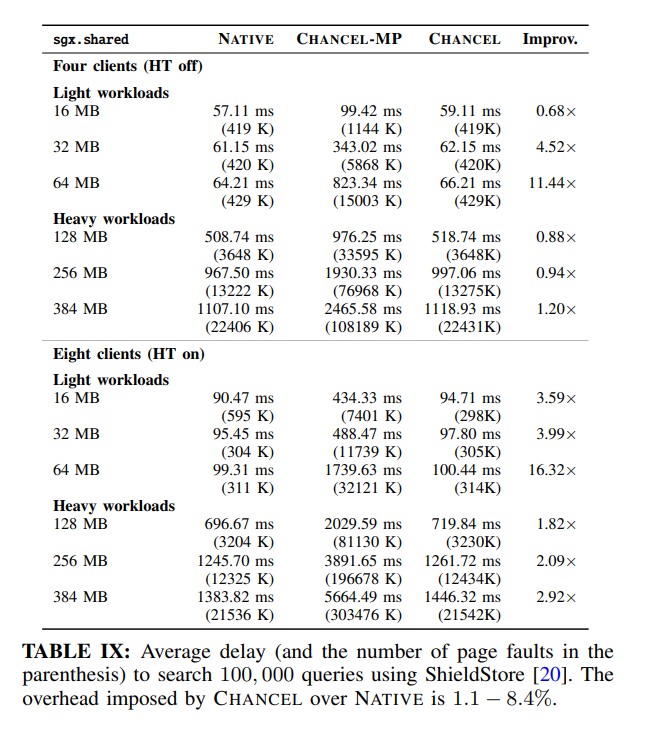 sgx.shared NATIVE CHANCEL-MP CHANCEL Improv.
Four clients (HT off)
Light workloads
16 MB 57.11 ms 99.42 ms 59.11 ms 0.68×
(419 K) (1144 K) (419K)
32 MB 61.15 ms 343.02 ms 62.15 ms 4.52×
(420 K) (5868 K) (420K)
64 MB 64.21 ms 823.34 ms 66.21 ms 11.44×
(429 K) (15003 K) (429K)
Heavy workloads
128 MB 508.74 ms 976.25 ms 518.74 ms 0.88×
(3648 K) (33595 K) (3648K)
256 MB 967.50 ms 1930.33 ms 997.06 ms 0.94×
(13222 K) (76968 K) (13275K)
384 MB 1107.10 ms 2465.58 ms 1118.93 ms 1.20×
(22406 K) (108189 K) (22431K)
Eight clients (HT on)
Light workloads
16 MB 90.47 ms 434.33 ms 94.71 ms 3.59×
(595 K) (7401 K) (298K)
32 MB 95.45 ms 488.47 ms 97.80 ms 3.99×
(304 K) (11739 K) (305K)
64 MB 99.31 ms 1739.63 ms 100.44 ms 16.32×
(311 K) (32121 K) (314K)
Heavy workloads
128 MB 696.67 ms 2029.59 ms 719.84 ms 1.82×
(3204 K) (81130 K) (3230K)
256 MB 1245.70 ms 3891.65 ms 1261.72 ms 2.09×
(12325 K) (196678 K) (12434K)
384 MB 1383.82 ms 5664.49 ms 1446.32 ms 2.92×
(21536 K) (303476 K) (21542K)
TABLE IX: Average delay (and the number of page faults in the
parenthesis) to search 100,000 queries using ShieldStore [20]. The
overhead imposed by CHANCEL over NATIVE is 1.1 − 8.4%.